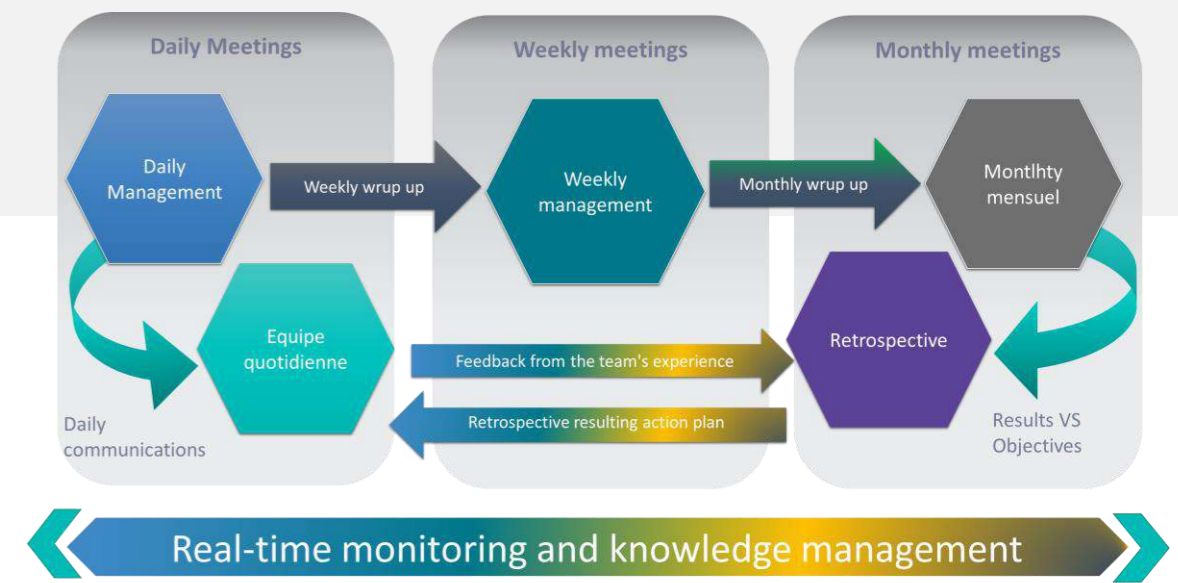 Daily Meetings
Weekly meetings
Monthly meetings
Daily
Management
Weekly wrup up
Weekly
management
Monthly wrup up
Montlhty
mensuel
Equipe
quotidienne
Feedback from the team's experience
Retrospective
Retrospective resulting action plan
Daily
communications
Results VS
Objectives
Real-time monitoring and knowledge management